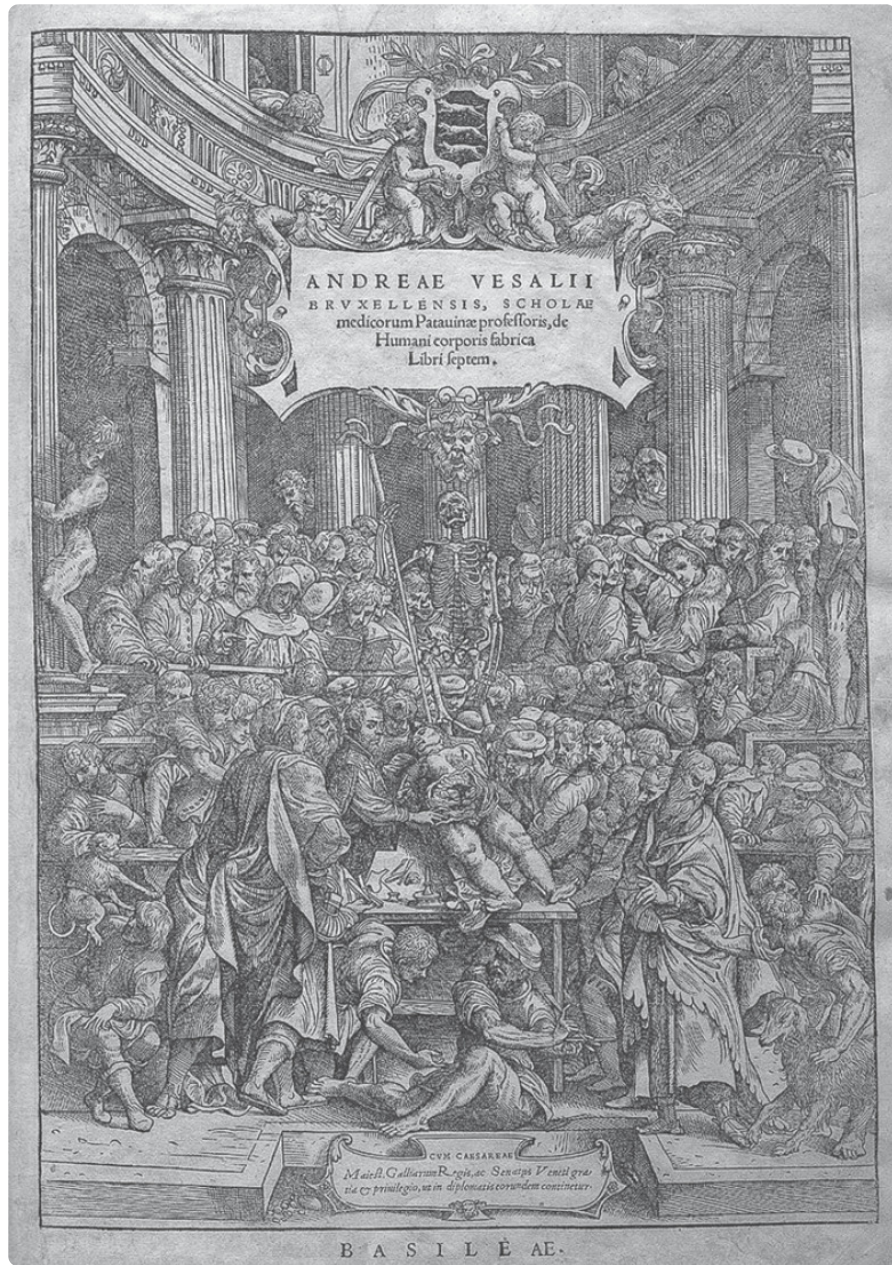 ANDREAE VESALII
BRVXELLENSIS, SCHOLAE
medicorum Patauinæ professoris, de
Humani corporis fabrica
Libri septem.
CVM CAESAREAE
Maiest. Galliarum Regis, ac Senatus Veneti gra-
tia & priuilegio, ut in diplomatis eorundem continetur.
BASILEAE.